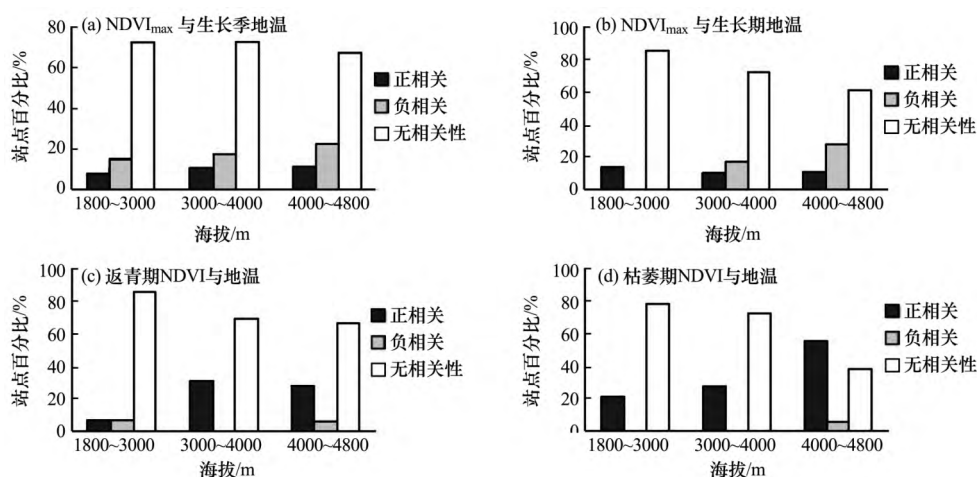 (a) NDVImax 与生长季地温
80
60
40
20
0
站点百分比/%
正相关
负相关
无相关性
1800~3000
3000~4000
4000~4800
海拔/m
(b) NDVImax 与生长期地温
100
80
60
40
20
0
站点百分比/%
正相关
负相关
无相关性
1800~3000
3000~4000
4000~4800
海拔/m
(c) 返青期NDVI与地温
100
80
60
40
20
0
站点百分比/%
正相关
负相关
无相关性
1800~3000
3000~4000
4000~4800
海拔/m
(d) 枯萎期NDVI与地温
100
80
60
40
20
0
站点百分比/%
正相关
负相关
无相关性
1800~3000
3000~4000
4000~4800
海拔/m